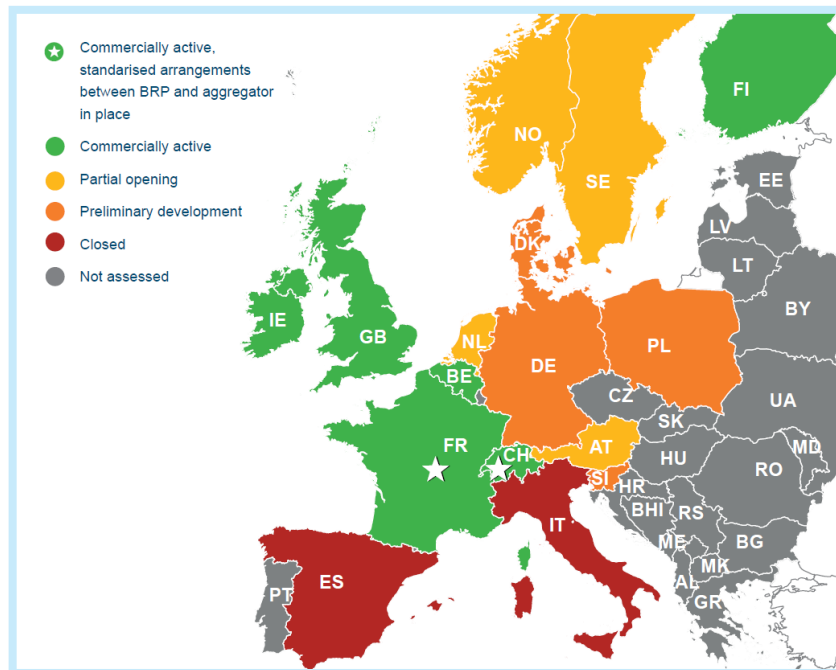 Commercially active,
standarised arrangements
between BRP and aggregator
in place
Commercially active
Partial opening
Preliminary development
Closed
Not assessed
FI
NO
SE
EE
LV
DK
LT
BY
IE
GB
NL
PL
DE
BE
CZ
UA
SK
FR
CH
AT
MD
HU
RO
SI
HR
IT
BHI
RS
ME
BG
MK
ES
PT
AL
GR